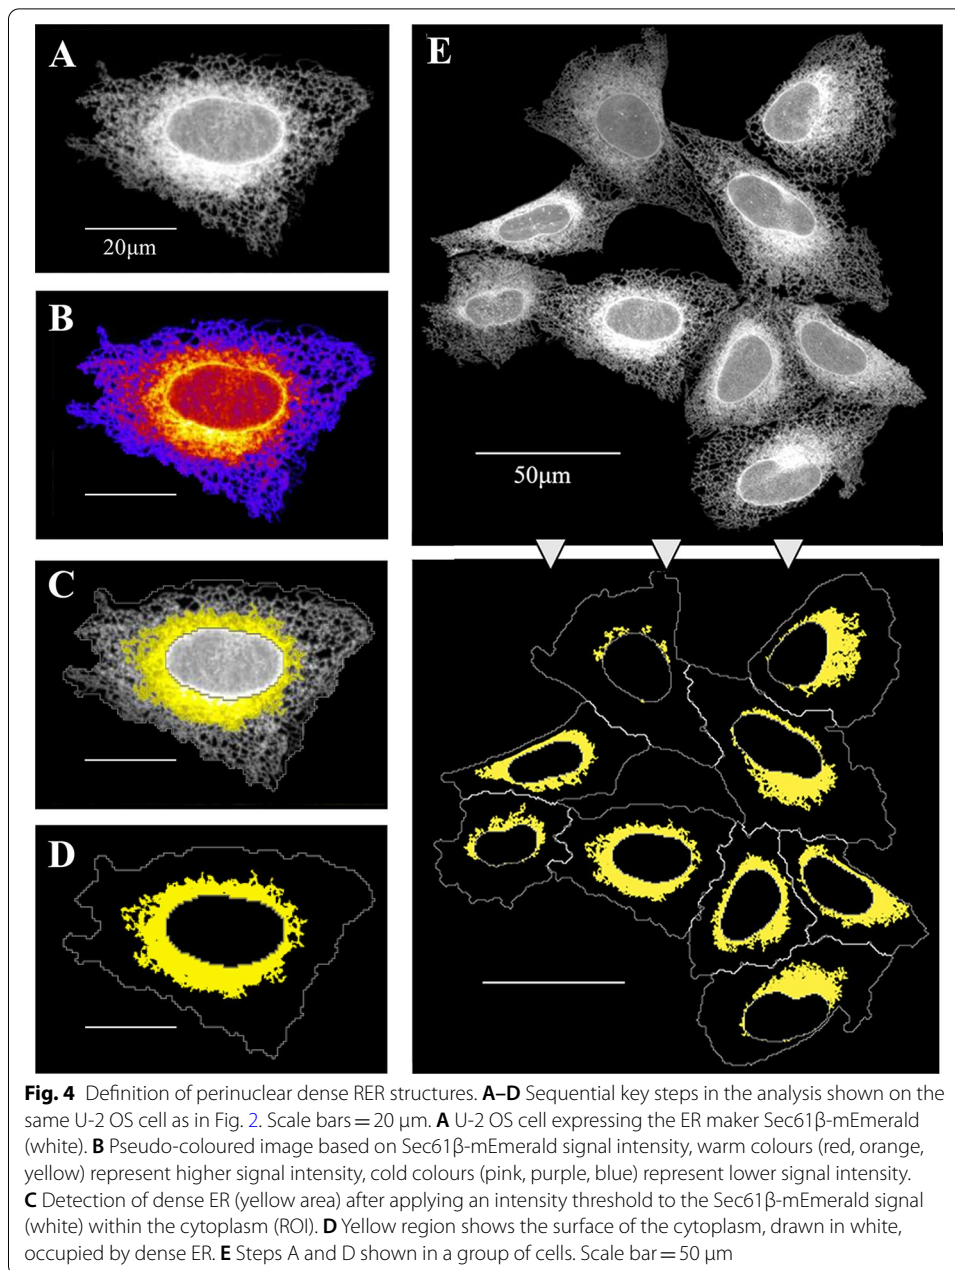 A
20μm
B
C
D
E
50μm
Fig. 4 Definition of perinuclear dense RER structures. A–D Sequential key steps in the analysis shown on the
same U-2 OS cell as in Fig. 2. Scale bars = 20 μm. A U-2 OS cell expressing the ER maker Sec61β-mEmerald
(white). B Pseudo-coloured image based on Sec61β-mEmerald signal intensity, warm colours (red, orange,
yellow) represent higher signal intensity, cold colours (pink, purple, blue) represent lower signal intensity.
C Detection of dense ER (yellow area) after applying an intensity threshold to the Sec61β-mEmerald signal
(white) within the cytoplasm (ROI). D Yellow region shows the surface of the cytoplasm, drawn in white,
occupied by dense ER. E Steps A and D shown in a group of cells. Scale bar = 50 μm